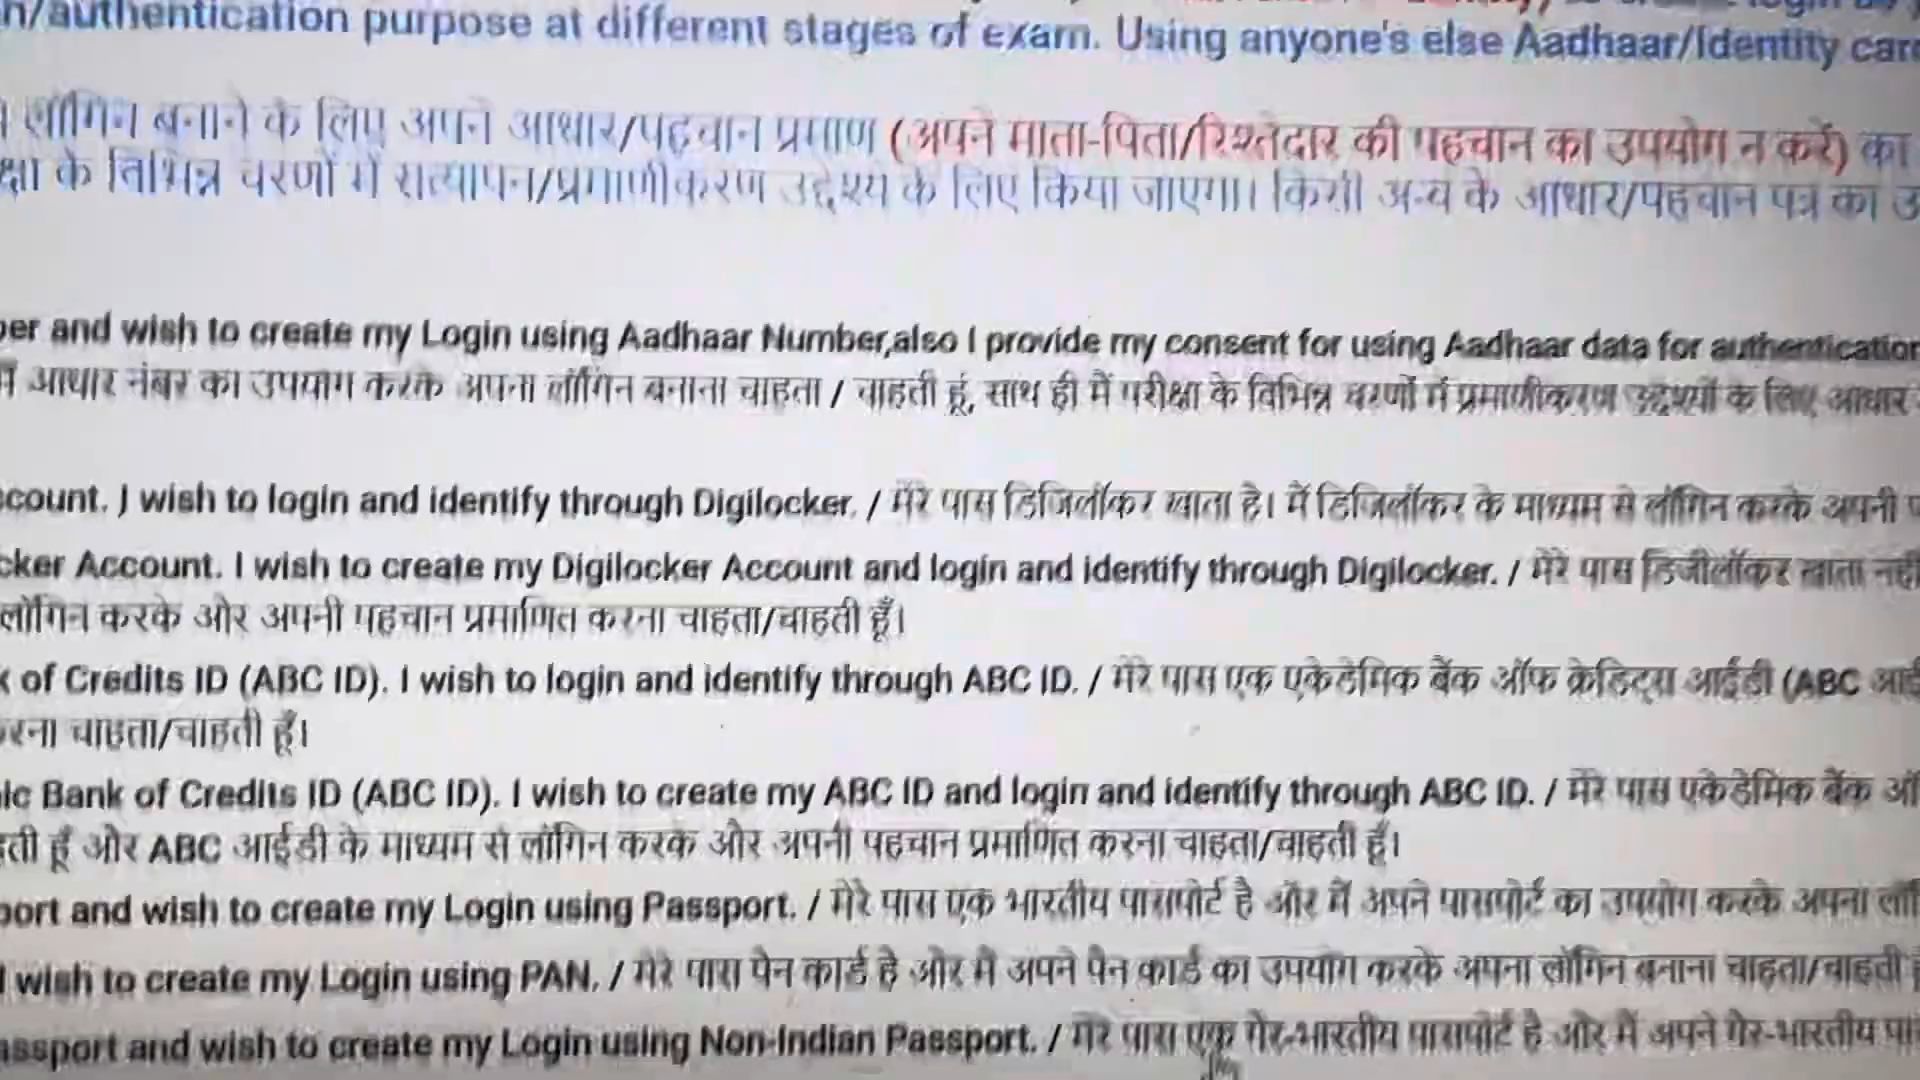 n/authentication purpose at different stages of exam. Using anyone's else Aadhaar/Identity card
लॉगिन बनाने के लिए अपने आधार/पहचान प्रमाण (अपने माता-पिता/रिश्तेदार की पहचान का उपयोग न करें) का
क्षा के विभिन्न चरणों में सत्यापन/प्रमाणीकरण उद्देश्य के लिए किया जाएगा। किसी अन्य के आधार/पहचान पत्र का उ
ber and wish to create my Login using Aadhaar Number,also I provide my consent for using Aadhaar data for authentication
में आधार नंबर का उपयोग करके अपना लॉगिन बनाना चाहता / चाहती हूं, साथ ही मैं परीक्षा के विभिन्न चरणों में प्रमाणीकरण उद्देश्यों के लिए आधार
ccount. I wish to login and identify through Digilocker. / मेरे पास डिजिलॉकर खाता है। मैं डिजिलॉकर के माध्यम से लॉगिन करके अपनी प
cker Account. I wish to create my Digilocker Account and login and identify through Digilocker. / मेरे पास डिजीलॉकर खाता नहीं
लॉगिन करके और अपनी पहचान प्रमाणित करना चाहता/चाहती हूँ।
k of Credits ID (ABC ID). I wish to login and identify through ABC ID. / मेरे पास एक एकेडेमिक बैंक ऑफ क्रेडिट्स आईडी (ABC आई
रना चाहता/चाहती हूँ।
ic Bank of Credits ID (ABC ID). I wish to create my ABC ID and login and identify through ABC ID. / मेरे पास एकेडेमिक बैंक ऑ
हती हूँ और ABC आईडी के माध्यम से लॉगिन करके और अपनी पहचान प्रमाणित करना चाहता/चाहती हूँ।
port and wish to create my Login using Passport. / मेरे पास एक भारतीय पासपोर्ट है और मैं अपने पासपोर्ट का उपयोग करके अपना लॉ
I wish to create my Login using PAN. / मेरे पास पैन कार्ड है और मैं अपने पैन कार्ड का उपयोग करके अपना लॉगिन बनाना चाहता/चाहती
assport and wish to create my Login using Non-Indian Passport. / मेरे पास एक गैर-भारतीय पासपोर्ट है और मैं अपने गैर-भारतीय पा